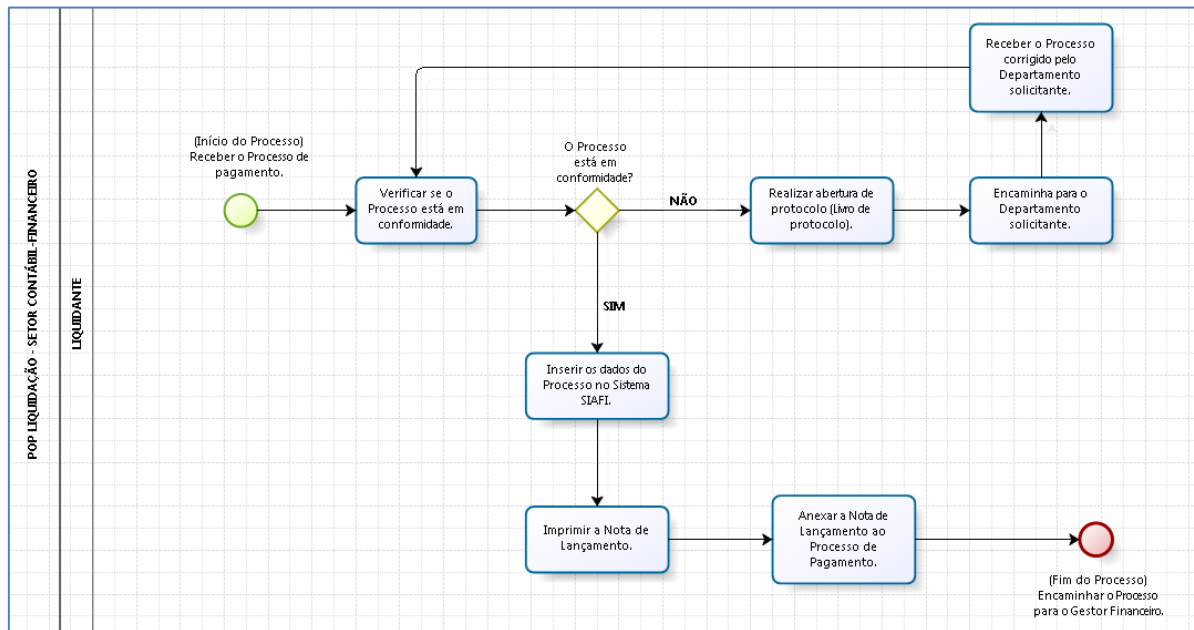 POP LIQUIDAÇÃO - SETOR CONTÁBIL-FINANCEIRO
LIQUIDANTE
(Início do Processo)
Receber o Processo de
pagamento.
Verificar se o
Processo está em
conformidade.
O Processo
está em
conformidade?
NÃO
Realizar abertura de
protocolo (Livro de
protocolo).
Encaminha para o
Departamento
solicitante.
Receber o Processo
corrigido pelo
Departamento
solicitante.
SIM
Inserir os dados do
Processo no Sistema
SIAFI.
Imprimir a Nota de
Lançamento.
Anexar a Nota de
Lançamento ao
Processo de
Pagamento.
(Fim do Processo)
Encaminhar o Processo
para o Gestor Financeiro.